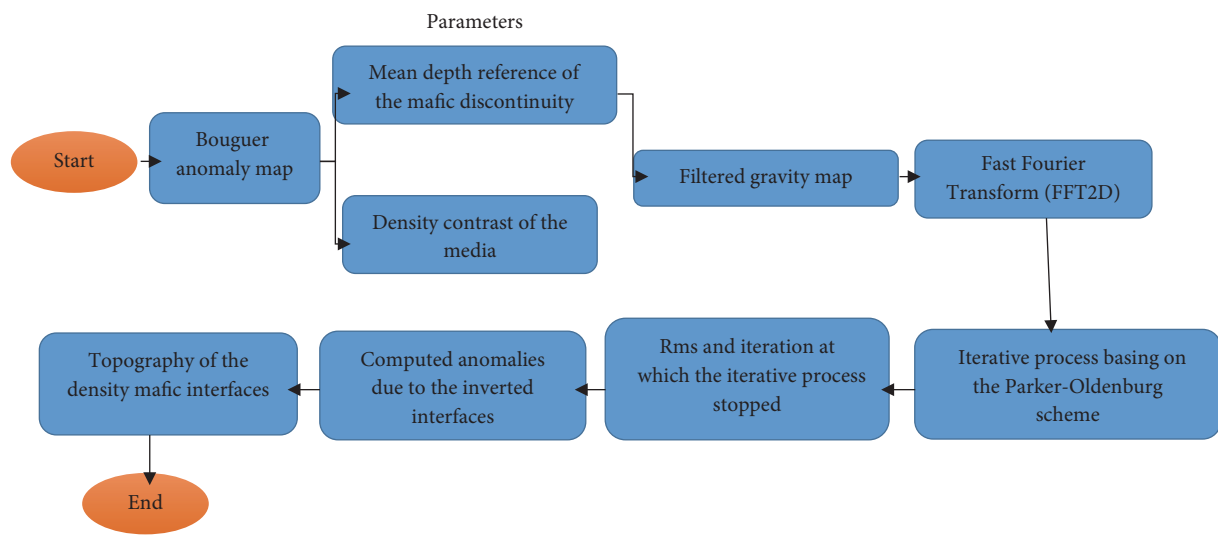 Parameters
Start
Bouguer
anomaly map
Mean depth reference of
the mafic discontinuity
Density contrast of the
media
Filtered gravity map
Fast Fourier
Transform (FFT2D)
Iterative process basing on
the Parker-Oldenburg
scheme
Rms and iteration at
which the iterative process
stopped
Computed anomalies
due to the inverted
interfaces
Topography of the
density mafic interfaces
End